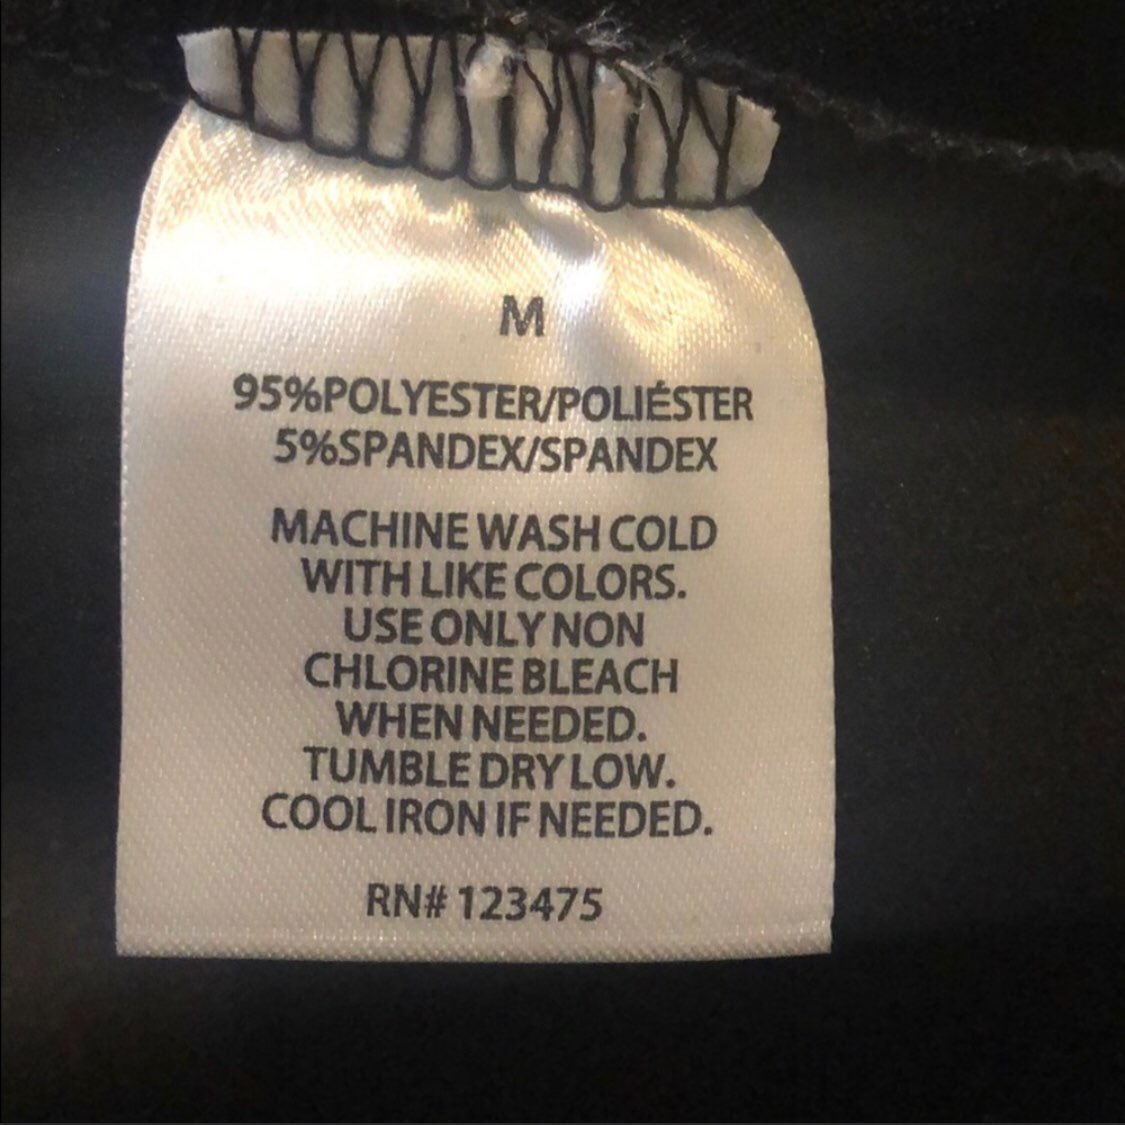 M
95%POLYESTER/POLIÉSTER
5%SPANDEX/SPANDEX
MACHINE WASH COLD
WITH LIKE COLORS.
USE ONLY NON
CHLORINE BLEACH
WHEN NEEDED.
TUMBLE DRY LOW.
COOL IRON IF NEEDED.
RN# 123475